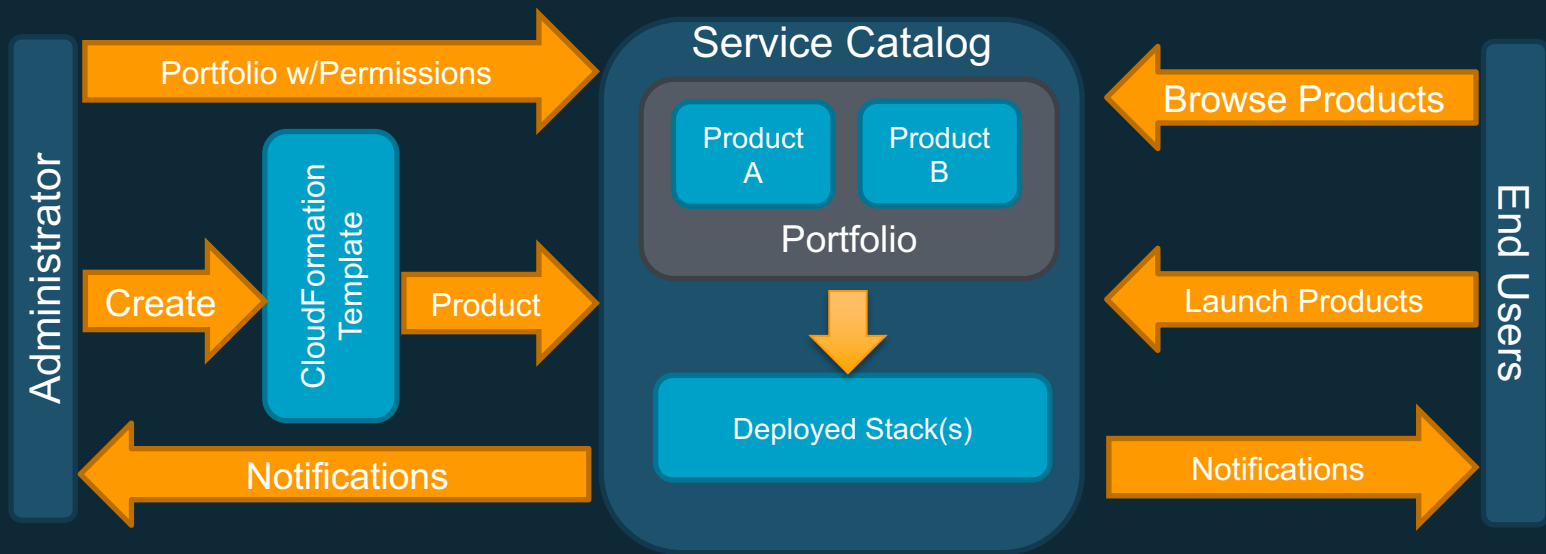 Service Catalog
Administrator
Portfolio w/Permissions
Create
CloudFormation
Template
Product
Notifications
Product
A
Product
B
Portfolio
Deployed Stack(s)
Browse Products
Launch Products
Notifications
End Users